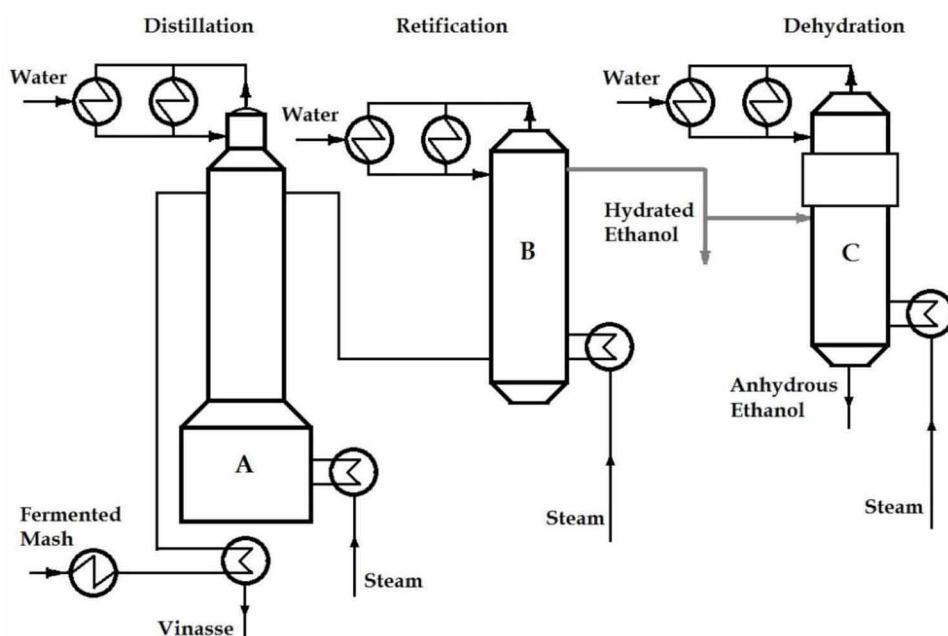 Distillation
Retification
Dehydration
Water
Water
Water
Hydrated
Ethanol
B
C
Anhydrous
Ethanol
A
Fermented
Mash
Steam
Steam
Steam
Vinasse